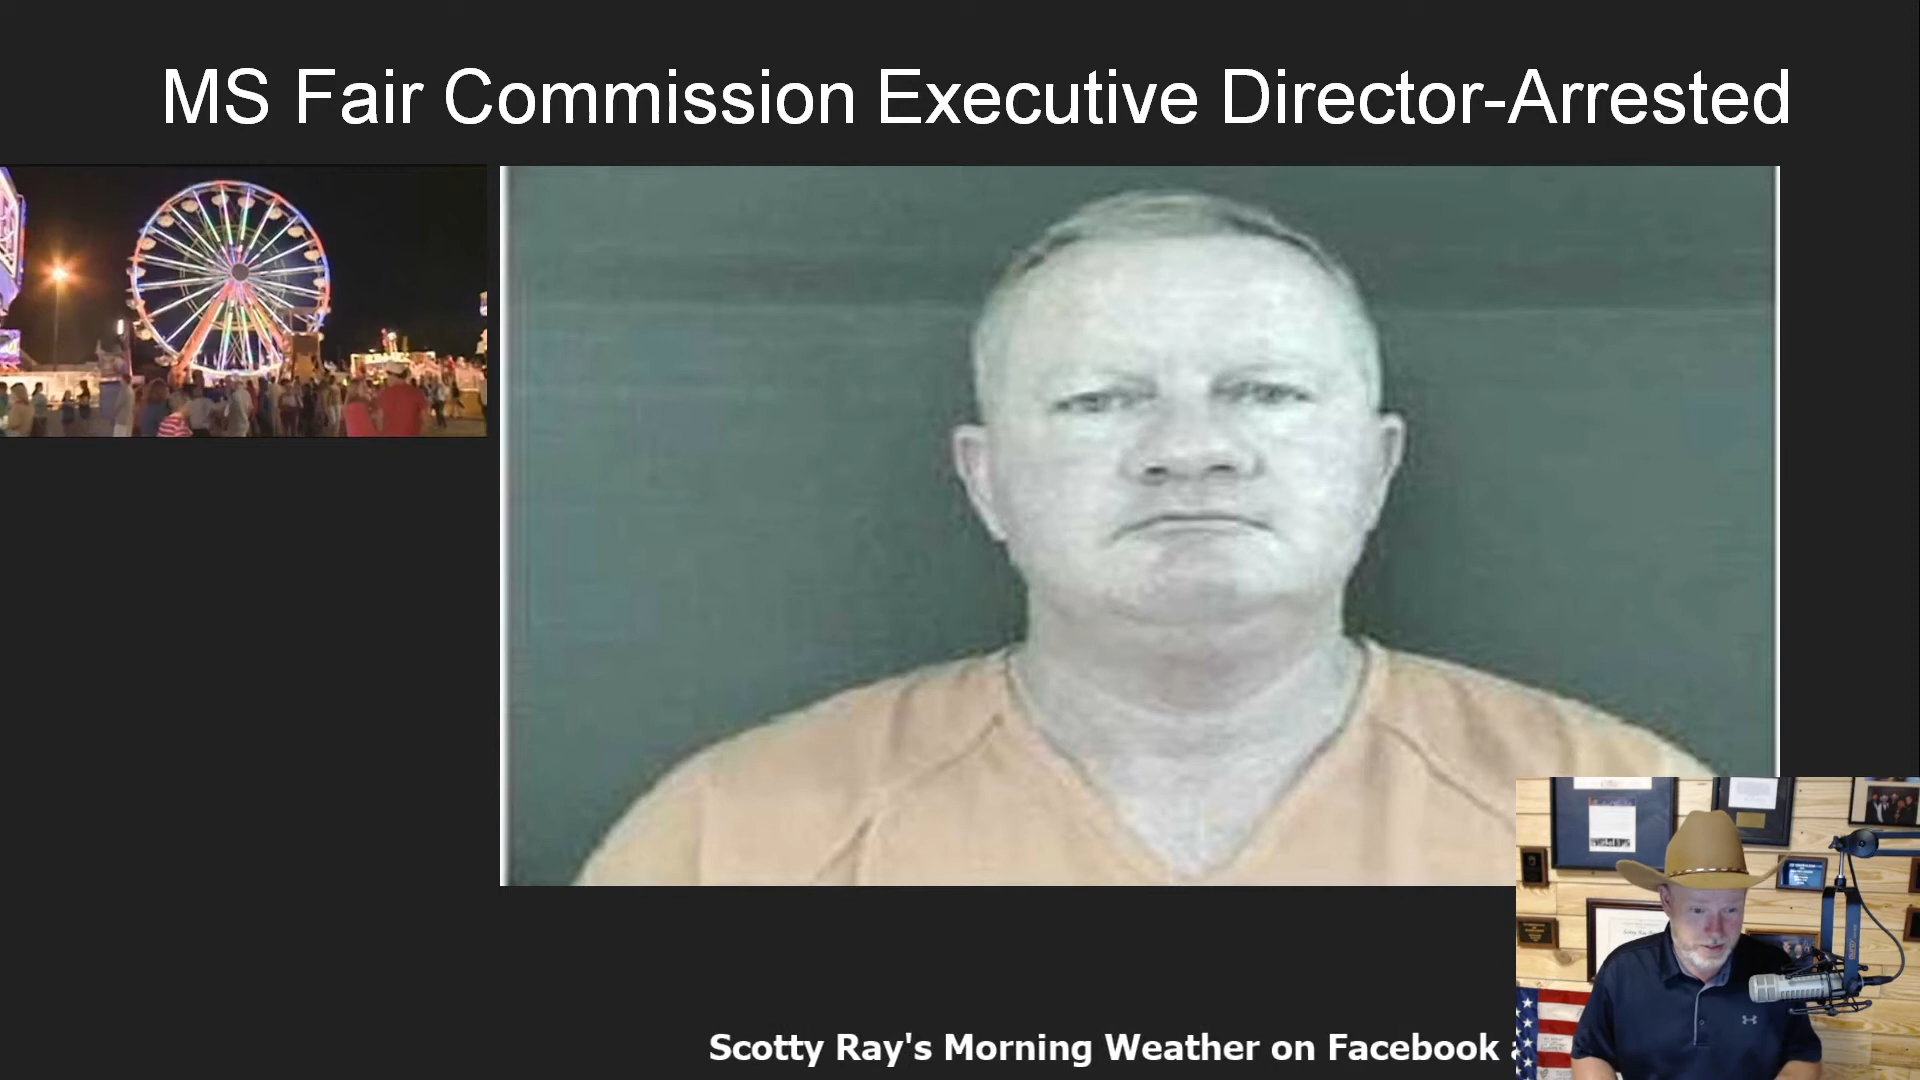 MS Fair Commission Executive Director-Arrested
Scotty Ray's Morning Weather on Facebook